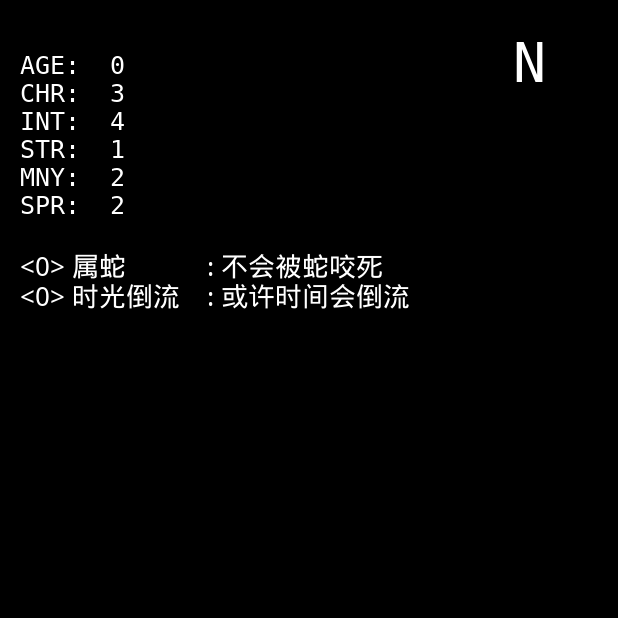 N
AGE: 0
CHR: 3
INT: 4
STR: 1
MNY: 2
SPR: 2
<O> 属蛇 : 不会被蛇咬死
<O> 时光倒流 : 或许时间会倒流